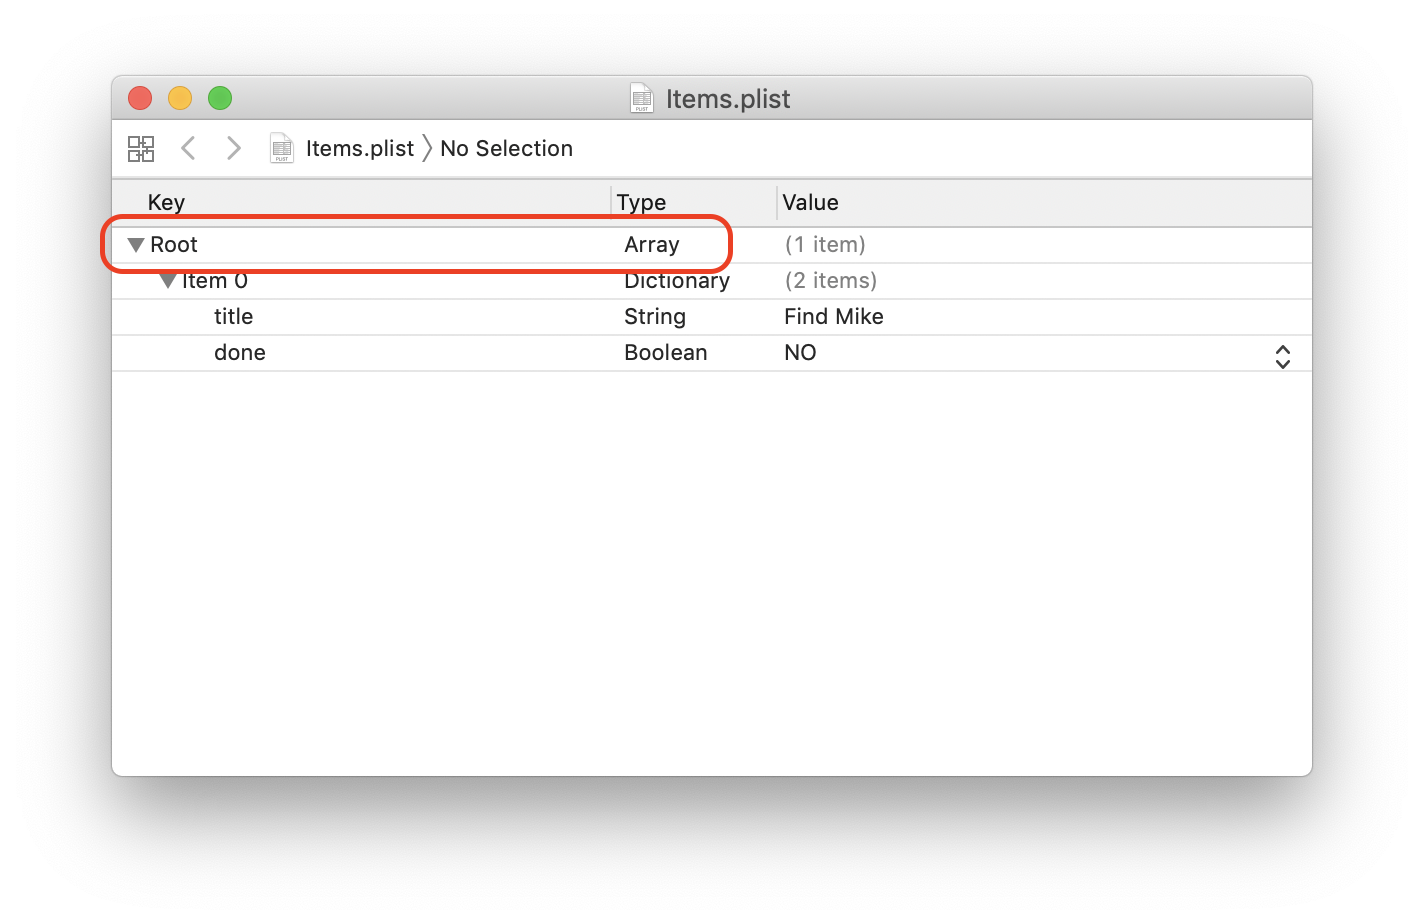 Items.plist
Items.plist 〉 No Selection
Key Type Value
Root Array (1 item)
Item 0 Dictionary (2 items)
title String Find Mike
done Boolean NO